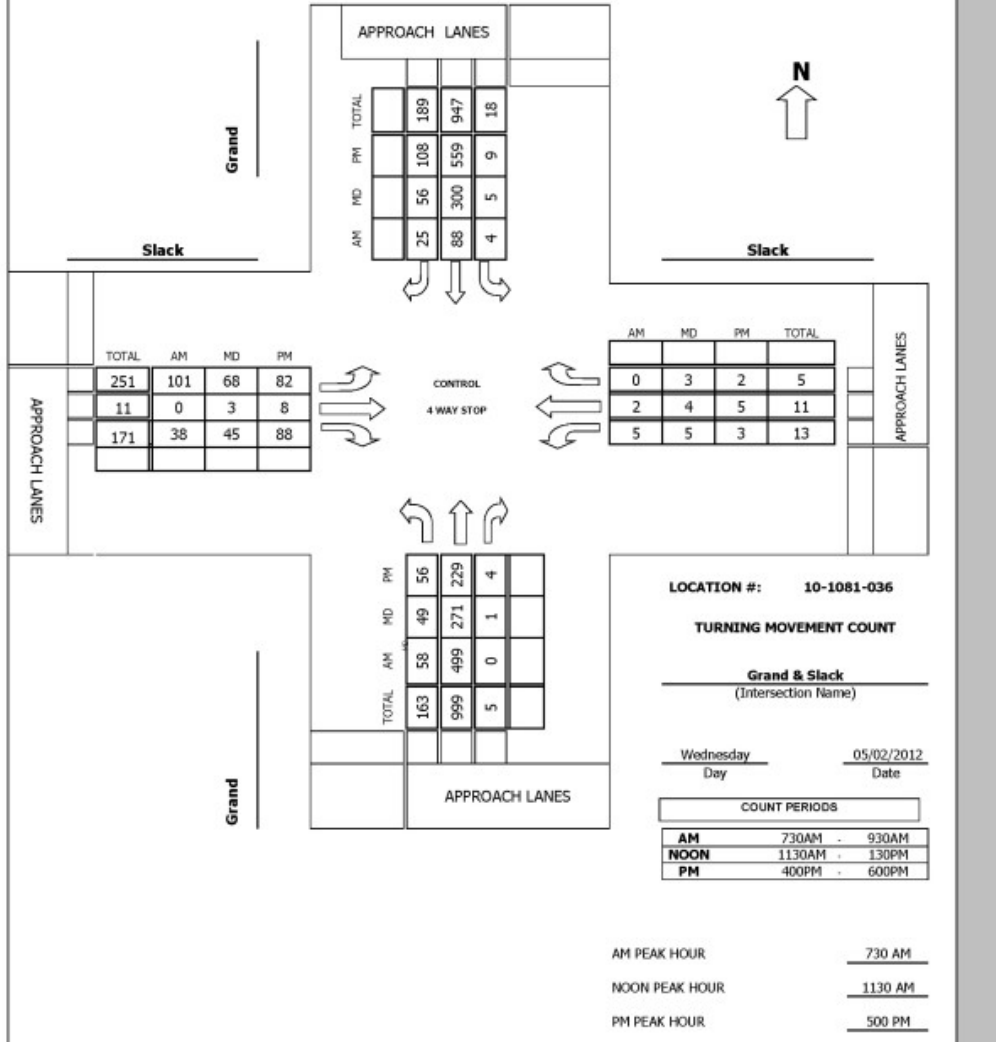 APPROACH LANES
N
TOTAL 189 947 18
PM 108 559 9
MD 56 300 5
AM 25 88 4
Grand
Slack
Slack
TOTAL AM MD PM
251 101 68 82
11 0 3 8
171 38 45 88
APPROACH LANES
CONTROL
4 WAY STOP
AM MD PM TOTAL
0 3 2 5
2 4 5 11
5 5 3 13
APPROACH LANES
PM 56 229 4
MD 49 271 1
AM 58 499 0
TOTAL 163 999 5
APPROACH LANES
Grand
LOCATION #: 10-1081-036
TURNING MOVEMENT COUNT
Grand & Slack
(Intersection Name)
Wednesday 05/02/2012
Day Date
COUNT PERIODS
AM 730AM - 930AM
NOON 1130AM - 130PM
PM 400PM - 600PM
AM PEAK HOUR 730 AM
NOON PEAK HOUR 1130 AM
PM PEAK HOUR 500 PM